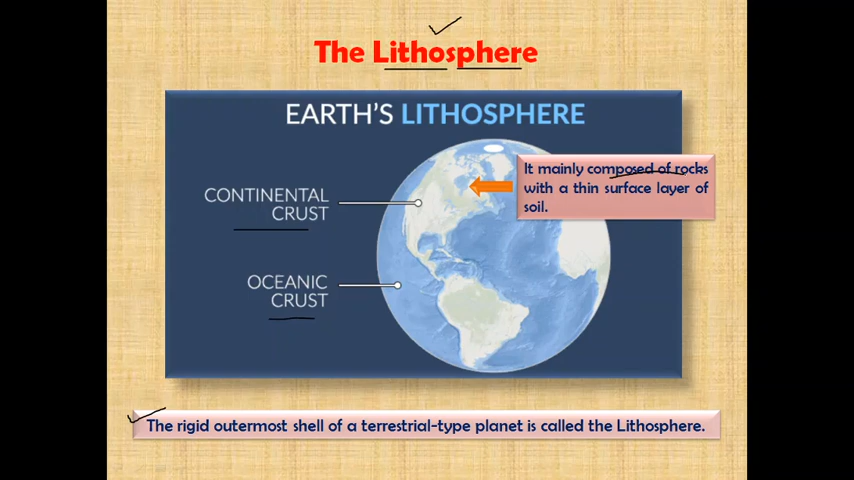 The Lithosphere
EARTH'S LITHOSPHERE
It mainly composed of rocks
with a thin surface layer of
soil.
CONTINENTAL
CRUST
OCEANIC
CRUST
The rigid outermost shell of a terrestrial-type planet is called the Lithosphere.